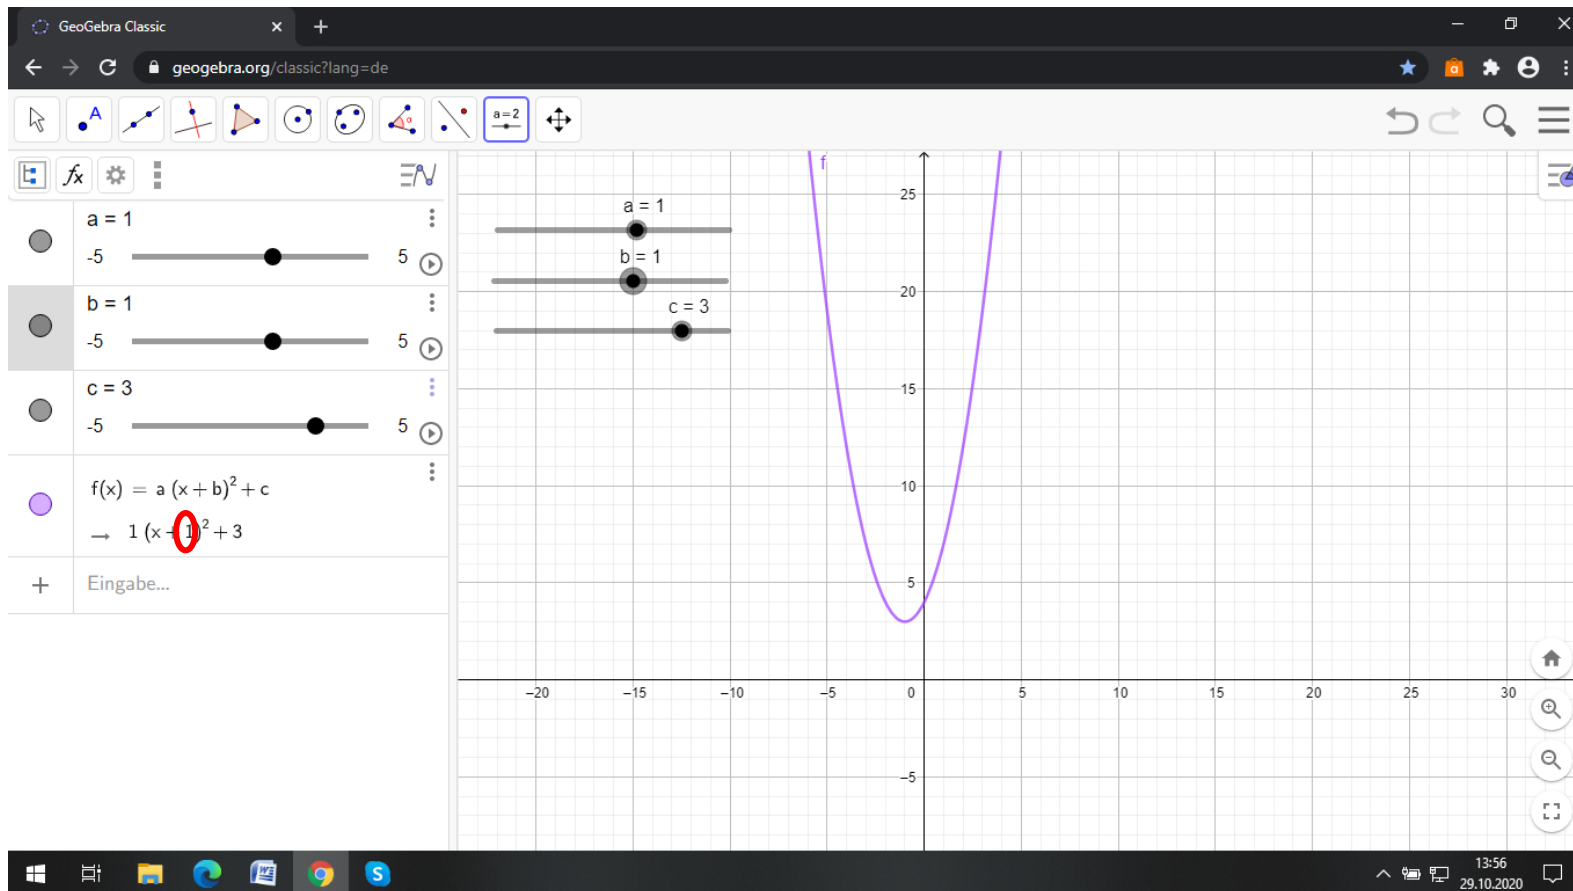 GeoGebra Classic
geogebra.org/classic?lang=de
A
α
a=2
fx
a = 1
-5
5
b = 1
-5
5
c = 3
-5
5
f(x) = a (x + b)² + c
→ 1 (x + 1)² + 3
+ Eingabe...
f
a = 1
b = 1
c = 3
25
20
15
10
5
−20 −15 −10 −5 0 5 10 15 20 25 30
−5
13:56
29.10.2020